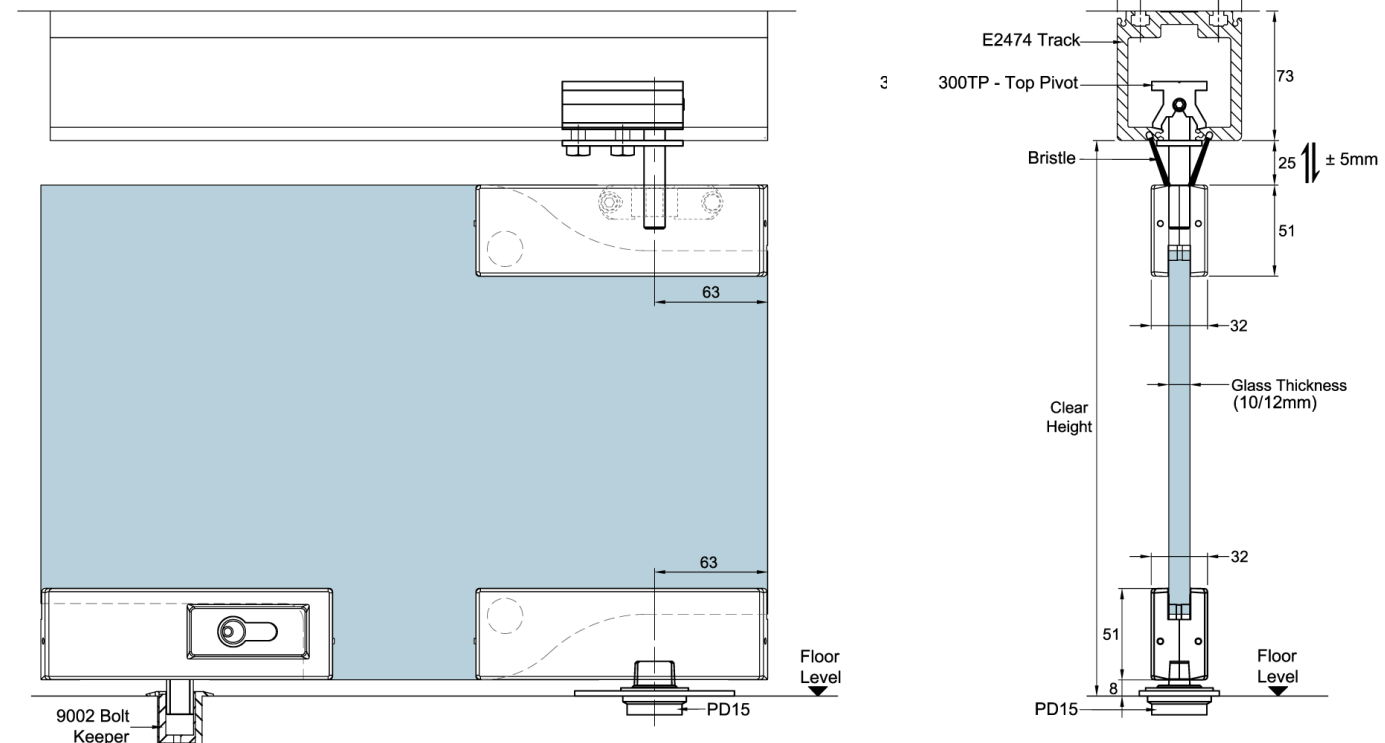 63
63
Floor
Level
PD15
9002 Bolt
Keeper
E2474 Track
300TP - Top Pivot
Bristle
73
25
± 5mm
51
32
Glass Thickness
(10/12mm)
Clear
Height
32
51
8
Floor
Level
PD15